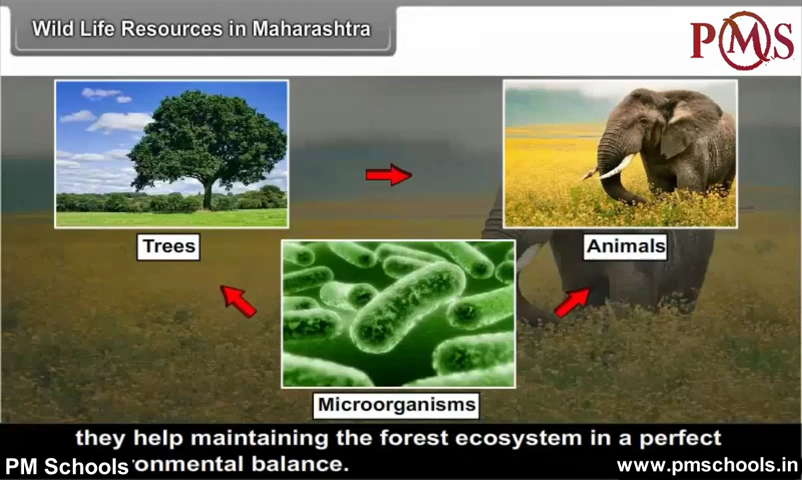 Wild Life Resources in Maharashtra
PMS
Trees
Animals
Microorganisms
they help maintaining the forest ecosystem in a perfect
PM Schools onmental balance.
www.pmschools.in